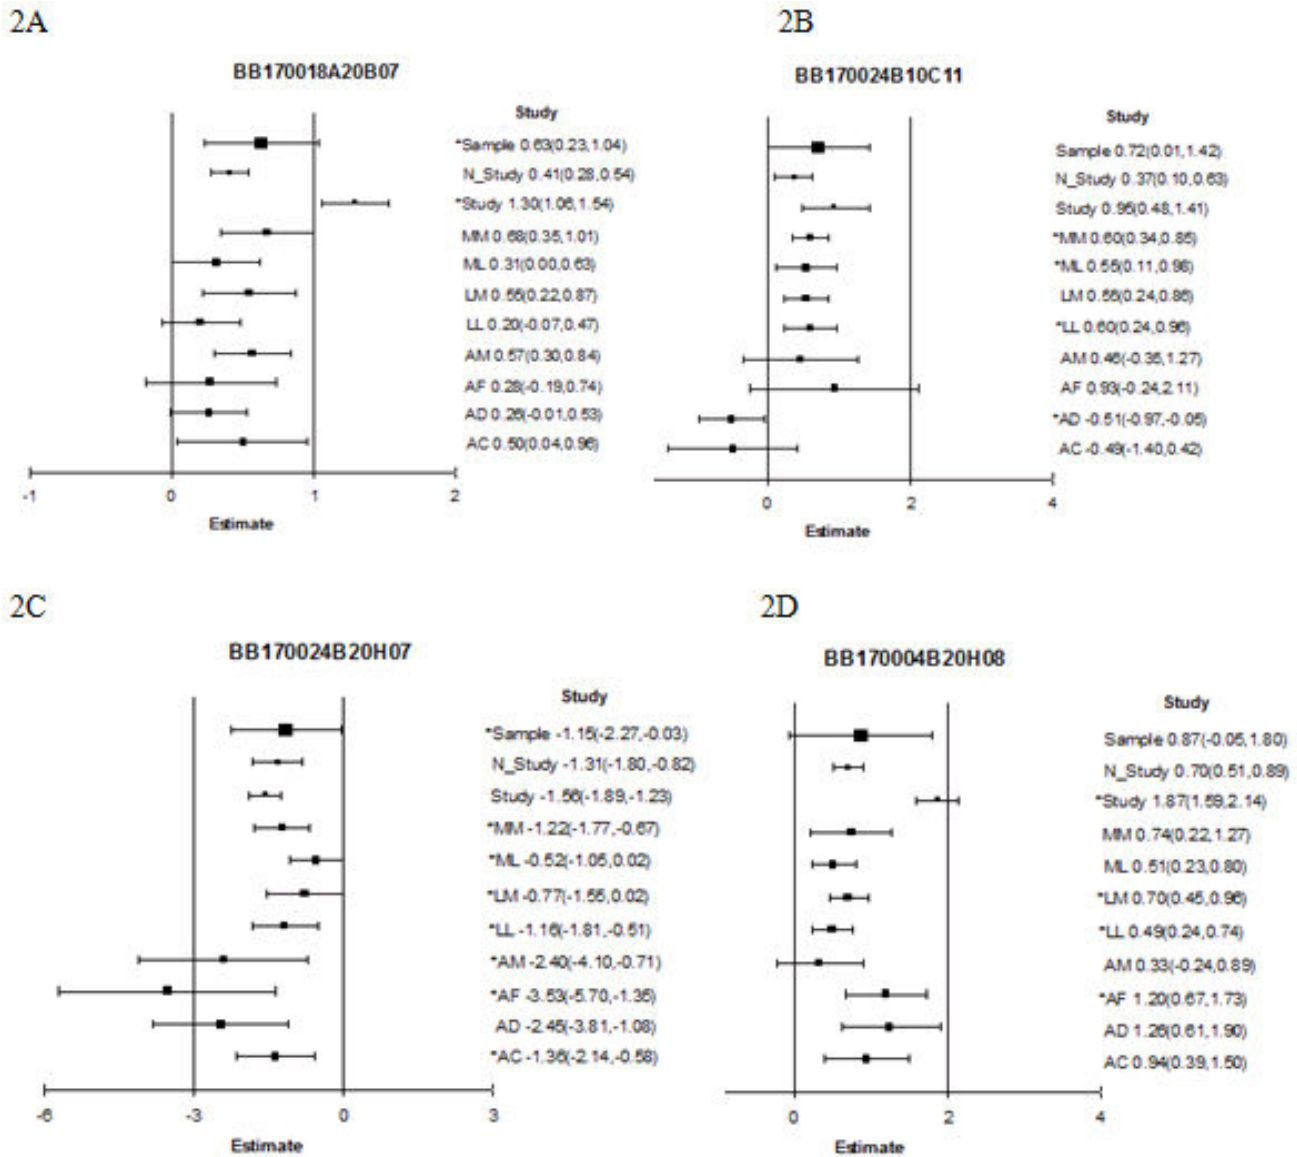 2A
BB170018A20B07
Study
*Sample 0.63(0.23,1.04)
N_Study 0.41(0.28,0.54)
*Study 1.30(1.06,1.54)
MM 0.68(0.35,1.01)
ML 0.31(0.00,0.63)
LM 0.55(0.22,0.87)
LL 0.20(-0.07,0.47)
AM 0.57(0.30,0.84)
AF 0.28(-0.19,0.74)
AD 0.26(-0.01,0.53)
AC 0.50(0.04,0.96)
-1 0 1 2
Estimate
2B
BB170024B10C11
Study
Sample 0.72(0.01,1.42)
N_Study 0.37(0.10,0.63)
Study 0.95(0.48,1.41)
*MM 0.60(0.34,0.85)
*ML 0.55(0.11,0.98)
LM 0.55(0.24,0.86)
*LL 0.60(0.24,0.96)
AM 0.46(-0.35,1.27)
AF 0.93(-0.24,2.11)
*AD -0.51(-0.97,-0.05)
AC -0.49(-1.40,0.42)
0 2 4
Estimate
2C
BB170024B20H07
Study
*Sample -1.15(-2.27,-0.03)
N_Study -1.31(-1.80,-0.82)
Study -1.56(-1.89,-1.23)
*MM -1.22(-1.77,-0.67)
*ML -0.52(-1.05,0.02)
*LM -0.77(-1.55,0.02)
*LL -1.16(-1.81,-0.51)
*AM -2.40(-4.10,-0.71)
*AF -3.53(-5.70,-1.35)
AD -2.45(-3.81,-1.08)
*AC -1.36(-2.14,-0.58)
-6 -3 0 3
Estimate
2D
BB170004B20H08
Study
Sample 0.87(-0.05,1.80)
N_Study 0.70(0.51,0.89)
*Study 1.87(1.59,2.14)
MM 0.74(0.22,1.27)
ML 0.51(0.23,0.80)
*LM 0.70(0.45,0.96)
*LL 0.49(0.24,0.74)
AM 0.33(-0.24,0.89)
*AF 1.20(0.67,1.73)
AD 1.26(0.61,1.90)
AC 0.94(0.39,1.50)
0 2 4
Estimate